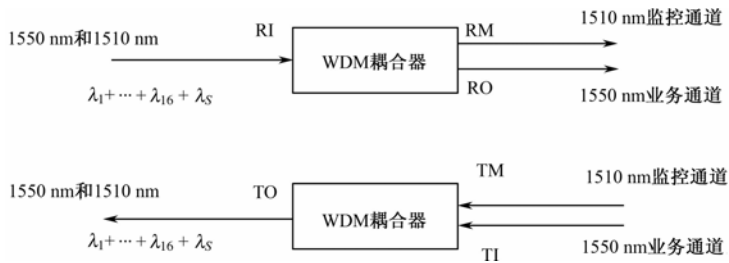 1510 nm监控通道
1550 nm和1510 nm
RI
RM
WDM耦合器
λ1+ ··· + λ16 + λS
RO
1550 nm业务通道
1550 nm和1510 nm
TO
TM
1510 nm监控通道
WDM耦合器
λ1+ ··· + λ16 + λS
TI
1550 nm业务通道